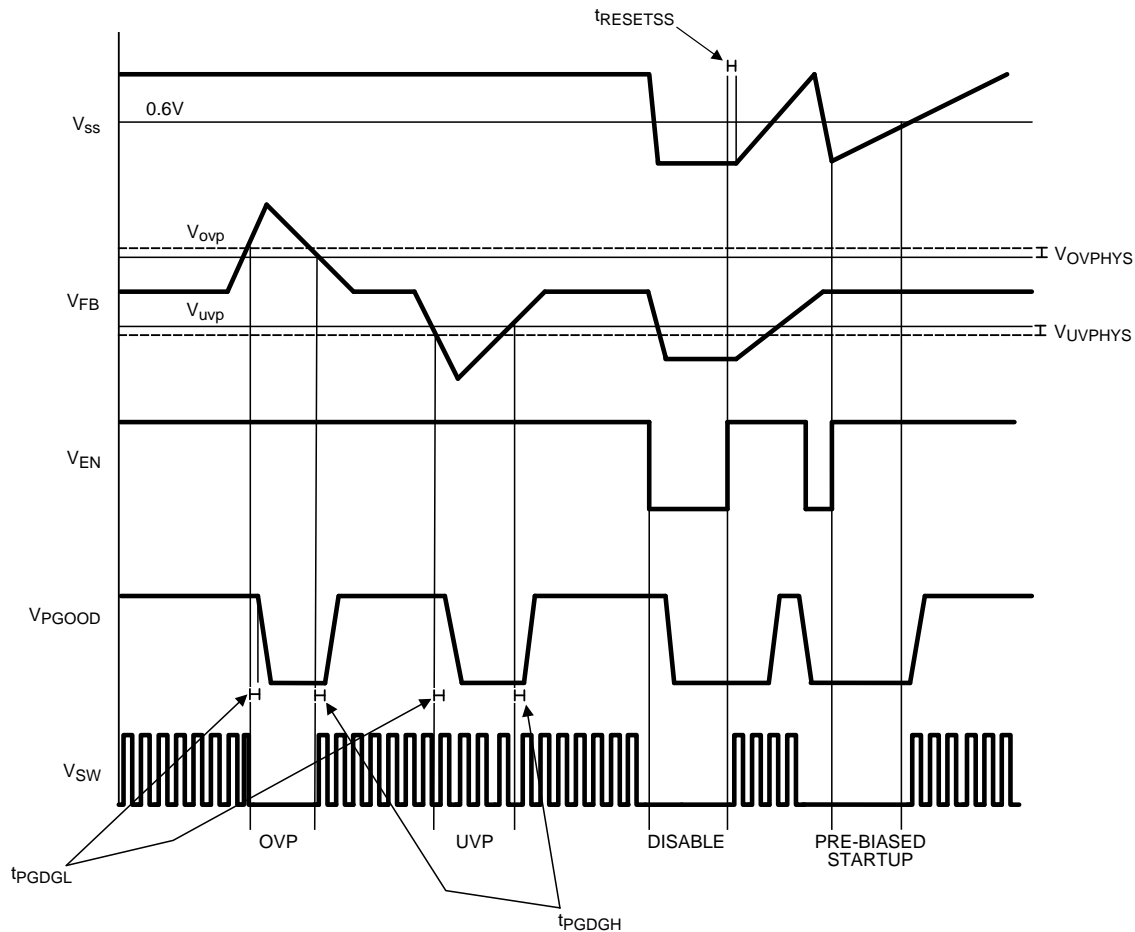 tRESETSS
0.6V
Vss
Vovp
VOVPHYS
VFB
Vuvp
VUVPHYS
VEN
VPGOOD
VSW
OVP
UVP
DISABLE
PRE-BIASED
STARTUP
tPGDGL
tPGDGH